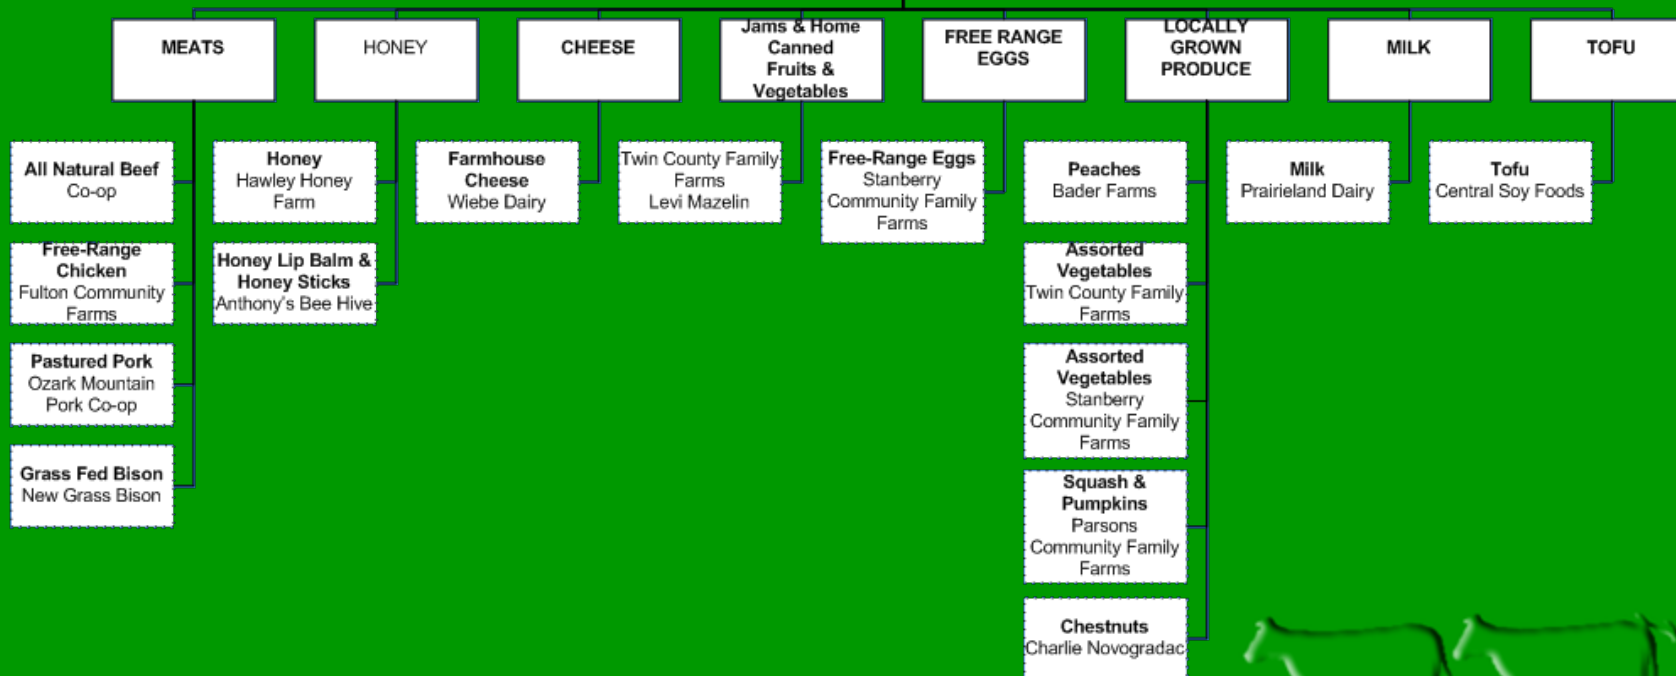 MEATS
HONEY
CHEESE
Jams & Home
Canned
Fruits &
Vegetables
FREE RANGE
EGGS
LOCALLY
GROWN
PRODUCE
MILK
TOFU
All Natural Beef
Co-op
Free-Range
Chicken
Fulton Community
Farms
Pastured Pork
Ozark Mountain
Pork Co-op
Grass Fed Bison
New Grass Bison
Honey
Hawley Honey
Farm
Honey Lip Balm &
Honey Sticks
Anthony's Bee Hive
Farmhouse
Cheese
Wiebe Dairy
Twin County Family
Farms
Levi Mazelin
Free-Range Eggs
Stanberry
Community Family
Farms
Peaches
Bader Farms
Assorted
Vegetables
Twin County Family
Farms
Assorted
Vegetables
Stanberry
Community Family
Farms
Squash &
Pumpkins
Parsons
Community Family
Farms
Chestnuts
Charlie Novogradac
Milk
Prairieland Dairy
Tofu
Central Soy Foods